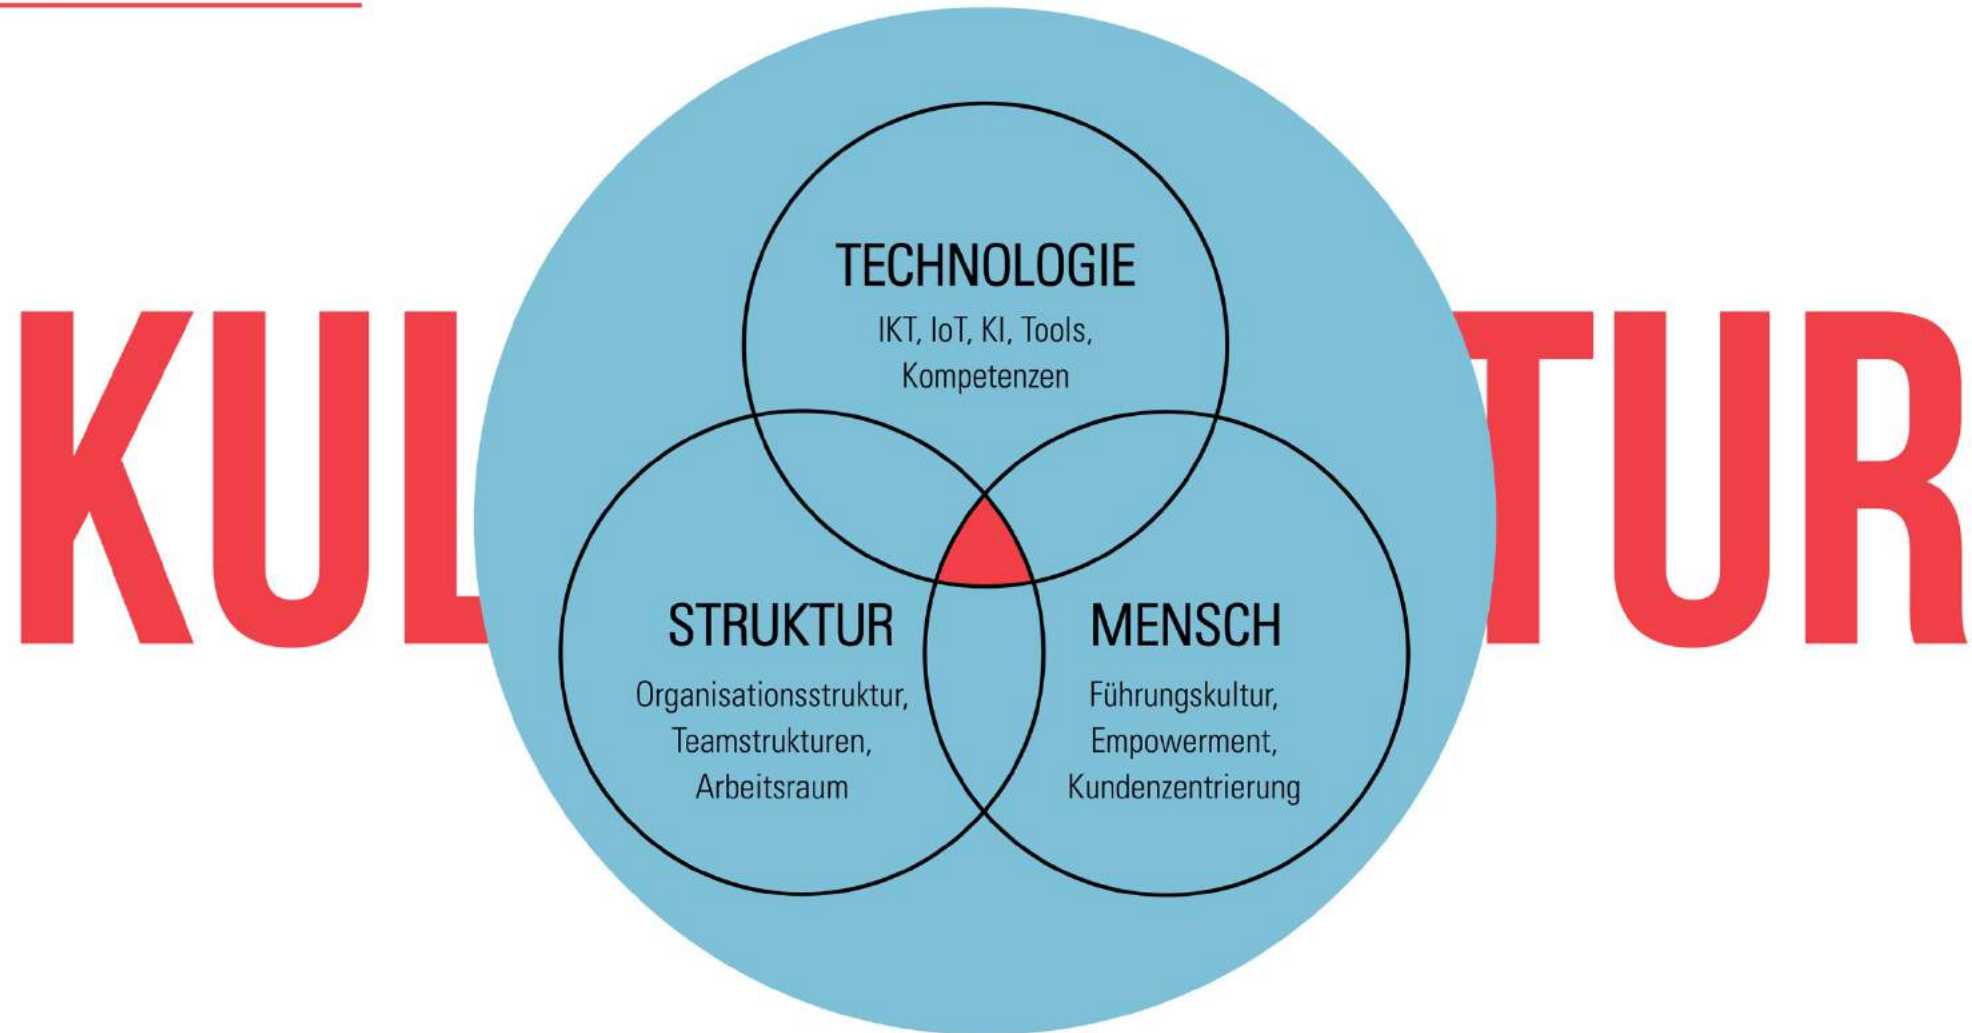 TECHNOLOGIE
IKT, IoT, KI, Tools,
Kompetenzen
KUL TUR
STRUKTUR
Organisationsstruktur,
Teamstrukturen,
Arbeitsraum
MENSCH
Führungskultur,
Empowerment,
Kundenzentrierung